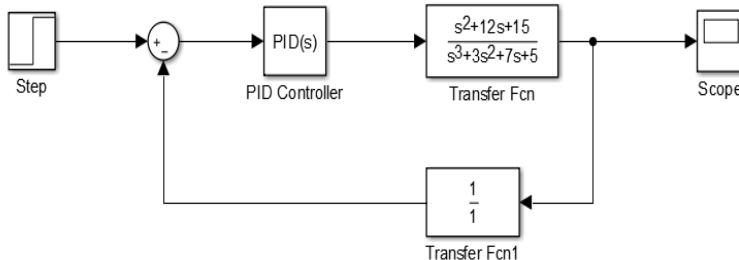 Step
+
−
PID(s)
PID Controller
s²+12s+15
s³+3s²+7s+5
Transfer Fcn
Scope
1
1
Transfer Fcn1